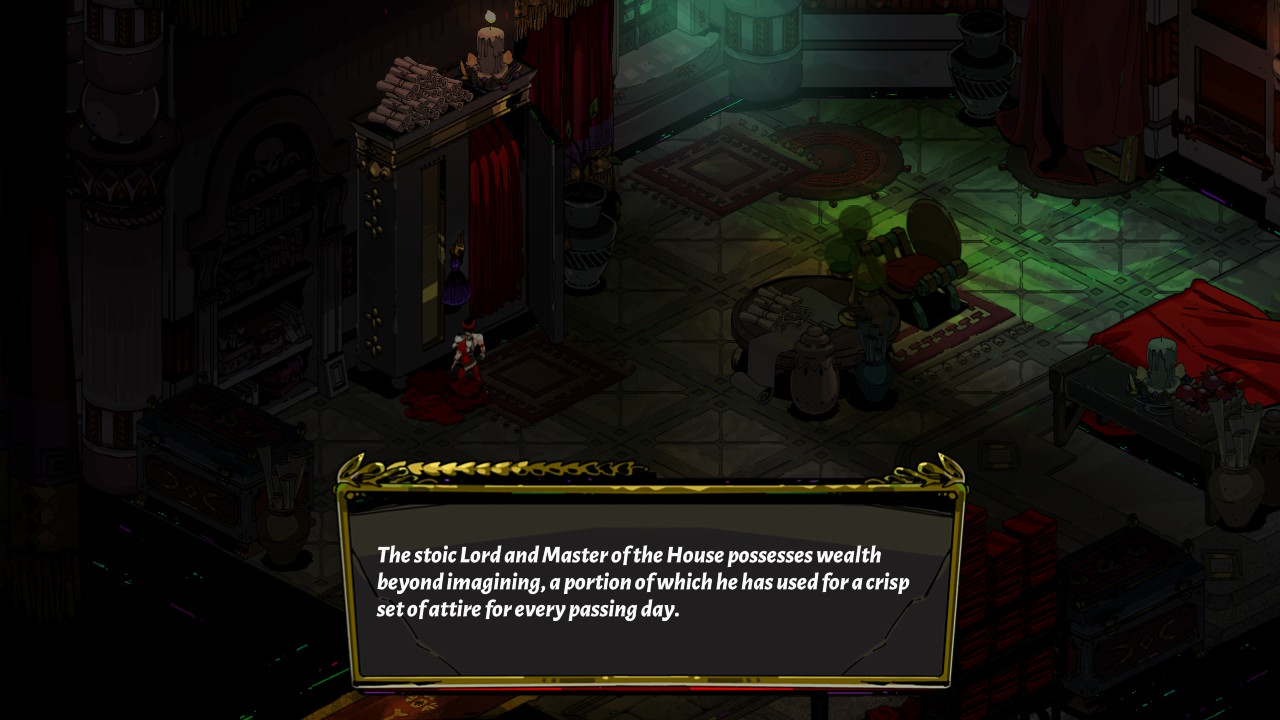 The stoic Lord and Master of the House possesses wealth
beyond imagining, a portion of which he has used for a crisp
set of attire for every passing day.